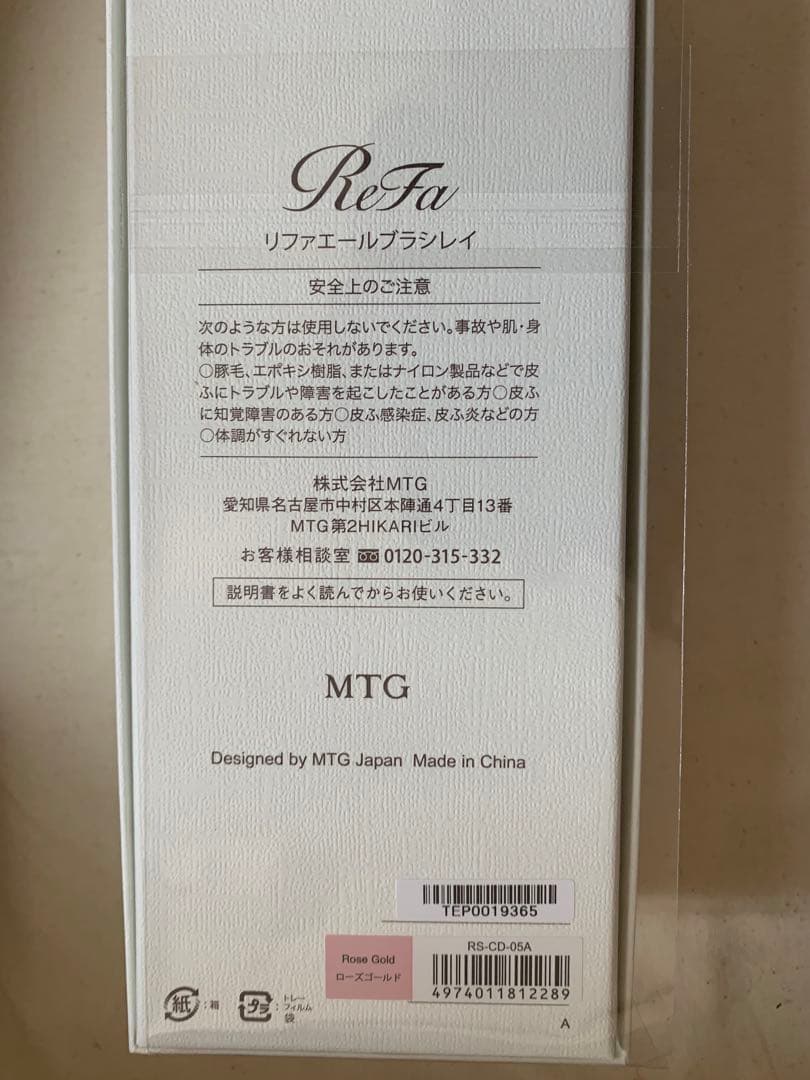 ReFa
リファエールブラシレイ
安全上のご注意
次のような方は使用しないでください。事故や肌・身
体のトラブルのおそれがあります。
○豚毛、エポキシ樹脂、またはナイロン製品などで皮
ふにトラブルや障害を起こしたことがある方○皮ふ
に知覚障害のある方○皮ふ感染症、皮ふ炎などの方
○体調がすぐれない方
株式会社MTG
愛知県名古屋市中村区本陣通4丁目13番
MTG第2HIKARIビル
お客様相談室 0120-315-332
説明書をよく読んでからお使いください。
MTG
Designed by MTG Japan Made in China
TEP0019365
RS-CD-05A
Rose Gold
ローズゴールド
4974011812289
紙:箱
プラ:トレー
フィルム
袋
A